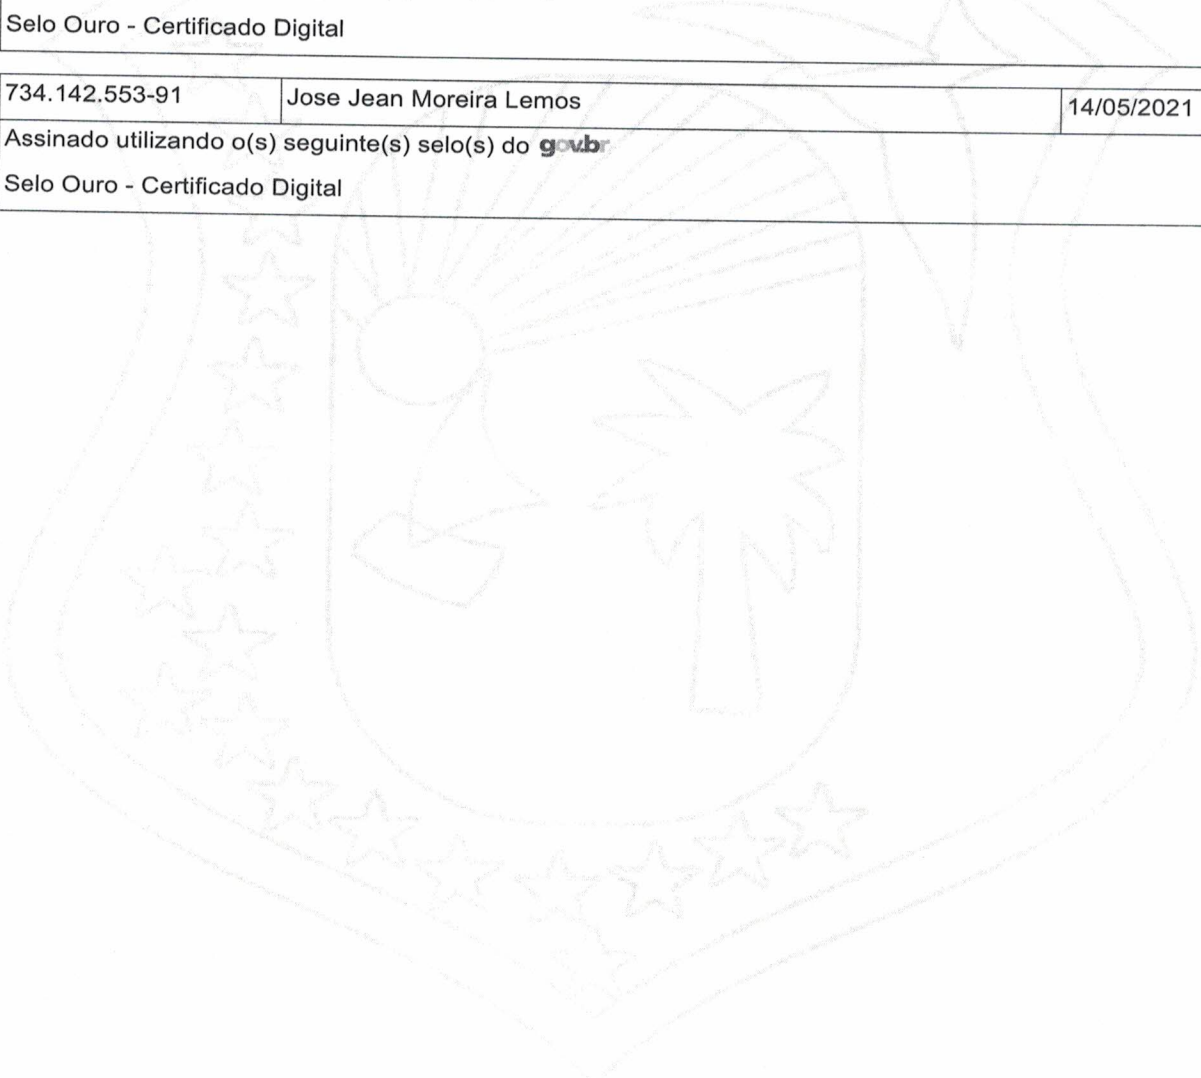 Selo Ouro - Certificado Digital
734.142.553-91 Jose Jean Moreira Lemos 14/05/2021
Assinado utilizando o(s) seguinte(s) selo(s) do gov.br
Selo Ouro - Certificado Digital